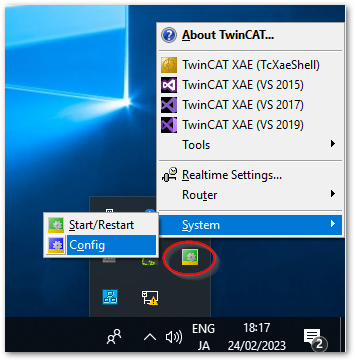 About TwinCAT...
TwinCAT XAE (TcXaeShell)
TwinCAT XAE (VS 2015)
TwinCAT XAE (VS 2017)
TwinCAT XAE (VS 2019)
Tools
Realtime Settings...
Router
System
Start/Restart
Config
ENG
JA
18:17
24/02/2023
2